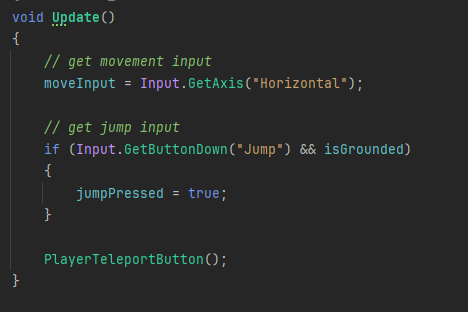 void Update()
{
// get movement input
moveInput = Input.GetAxis("Horizontal");
// get jump input
if (Input.GetButtonDown("Jump") && isGrounded)
{
jumpPressed = true;
}
PlayerTeleportButton();
}